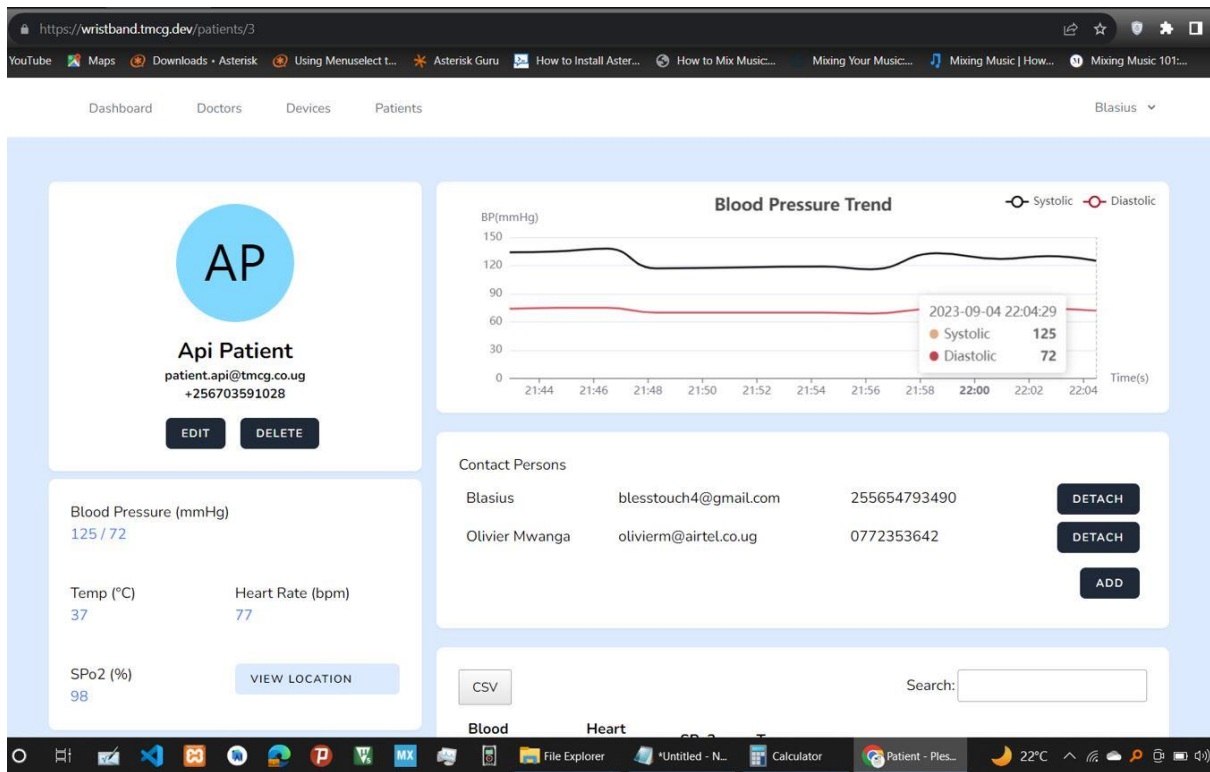 https://wristband.tmcg.dev/patients/3
YouTube Maps Downloads • Asterisk Using Menuselect t... Asterisk Guru How to Install Aster... How to Mix Music:... Mixing Your Music:... Mixing Music | How... Mixing Music 101:...
Dashboard Doctors Devices Patients Blasius
AP
Api Patient
patient.api@tmcg.co.ug
+256703591028
EDIT DELETE
Blood Pressure (mmHg)
125 / 72
Temp (°C) Heart Rate (bpm)
37 77
SPo2 (%) VIEW LOCATION
98
Blood Pressure Trend
Systolic Diastolic
BP(mmHg)
150
120
90
60
30
0
2023-09-04 22:04:29
Systolic 125
Diastolic 72
21:44 21:46 21:48 21:50 21:52 21:54 21:56 21:58 22:00 22:02 22:04 Time(s)
Contact Persons
Blasius blesstouch4@gmail.com 255654793490 DETACH
Olivier Mwanga olivierm@airtel.co.ug 0772353642 DETACH
ADD
CSV Search:
Blood Heart
File Explorer *Untitled - N... Calculator Patient - Ples... 22°C